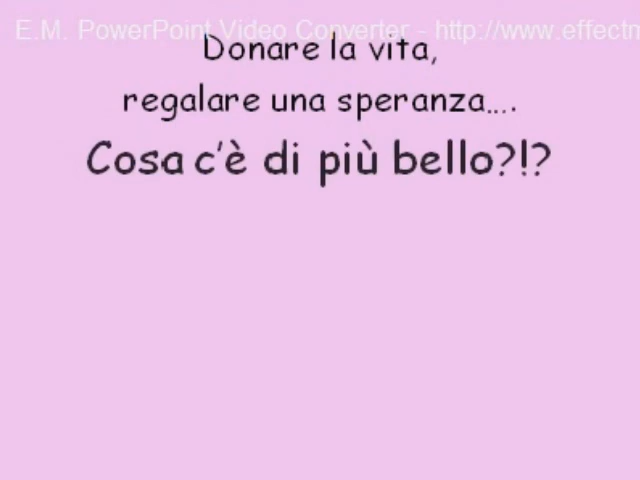 E.M. PowerPoint Video Converter - http://www.effectm
Donare la vita,
regalare una speranza....
Cosa c'è di più bello?!?